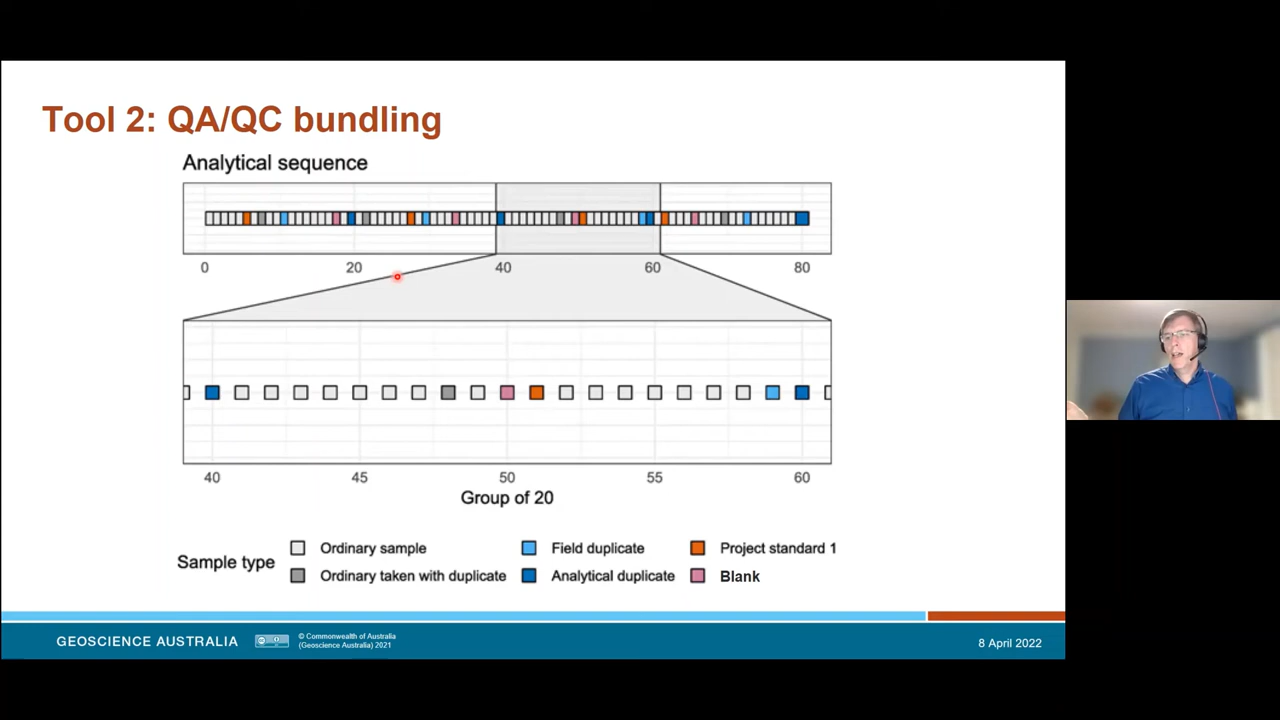 Tool 2: QA/QC bundling
Analytical sequence
0 20 40 60 80
40 45 50 55 60
Group of 20
Sample type
Ordinary sample Field duplicate Project standard 1
Ordinary taken with duplicate Analytical duplicate Blank
GEOSCIENCE AUSTRALIA
© Commonwealth of Australia
(Geoscience Australia) 2021
8 April 2022